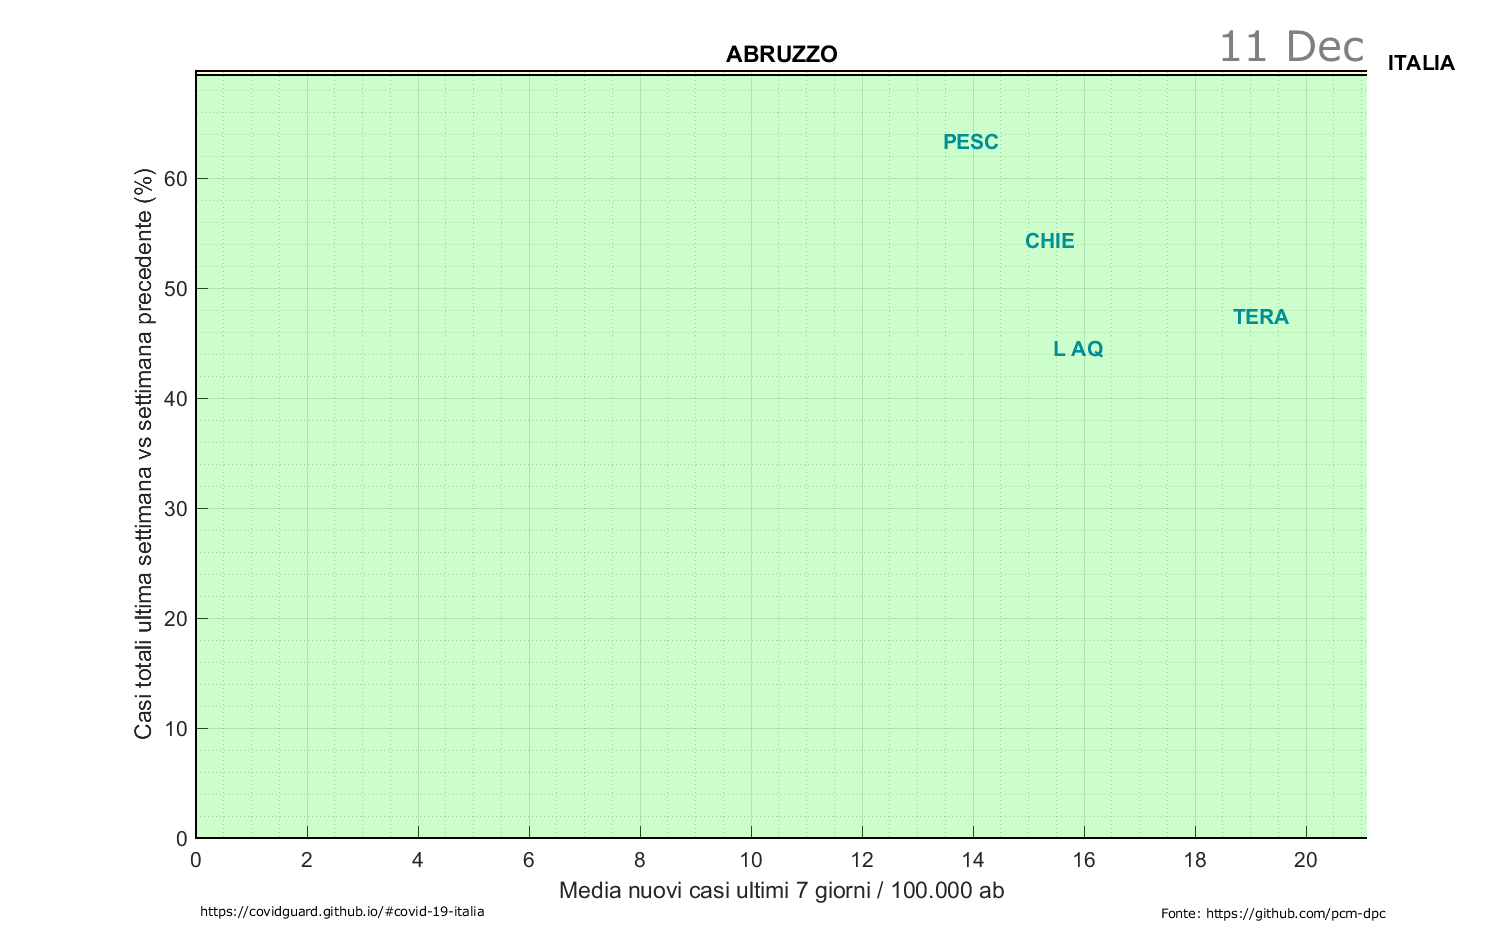 ABRUZZO
11 Dec
ITALIA
PESC
CHIE
TERA
L AQ
Casi totali ultima settimana vs settimana precedente (%)
60
50
40
30
20
10
0
0 2 4 6 8 10 12 14 16 18 20
Media nuovi casi ultimi 7 giorni / 100.000 ab
https://covidguard.github.io/#covid-19-italia
Fonte: https://github.com/pcm-dpc